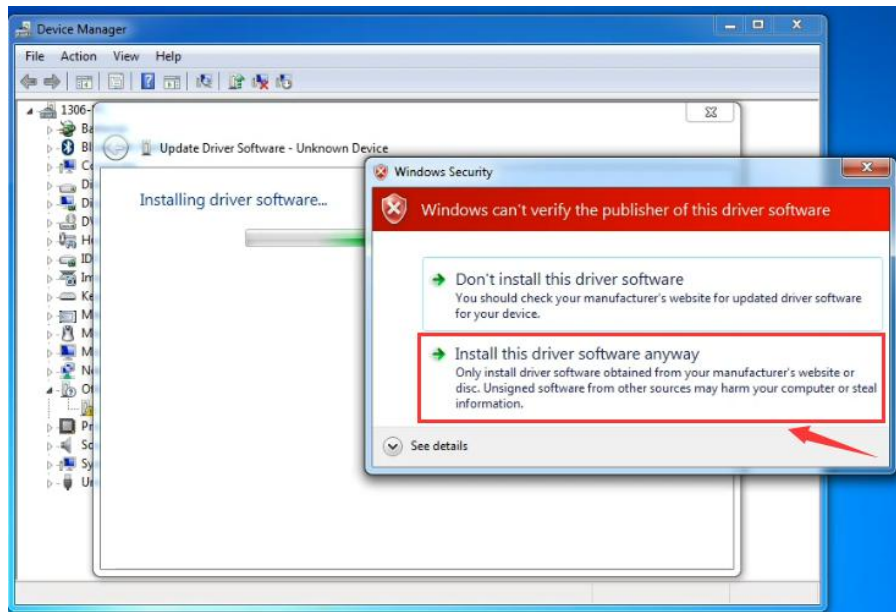 Device Manager
File Action View Help
1306-
Update Driver Software - Unknown Device
Installing driver software...
Windows Security
Windows can't verify the publisher of this driver software
Don't install this driver software
You should check your manufacturer's website for updated driver software
for your device.
Install this driver software anyway
Only install driver software obtained from your manufacturer's website or
disc. Unsigned software from other sources may harm your computer or steal
information.
See details